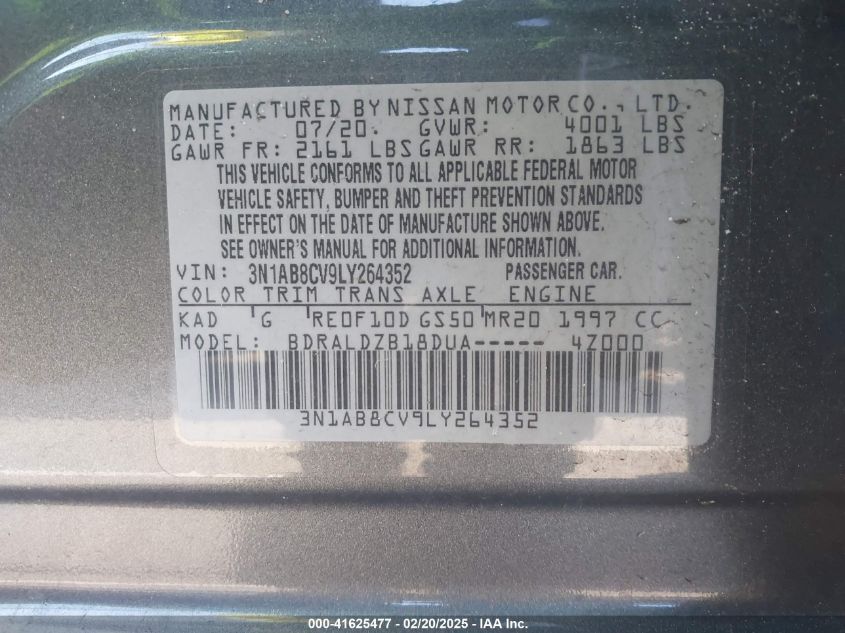 MANUFACTURED BY NISSAN MOTOR CO., LTD.
DATE: 07/20 GVWR: 4001 LBS
GAWR FR: 2161 LBS GAWR RR: 1863 LBS
THIS VEHICLE CONFORMS TO ALL APPLICABLE FEDERAL MOTOR
VEHICLE SAFETY, BUMPER AND THEFT PREVENTION STANDARDS
IN EFFECT ON THE DATE OF MANUFACTURE SHOWN ABOVE.
SEE OWNER'S MANUAL FOR ADDITIONAL INFORMATION.
VIN: 3N1AB8CV9LY264352 PASSENGER CAR.
COLOR TRIM TRANS AXLE ENGINE
KAD G RE0F10D GS50 MR20 1997 CC
MODEL: BDRALDZB18DUA----- 4Z000
3N1AB8CV9LY264352
000-41625477 - 02/20/2025 - IAA, Inc.